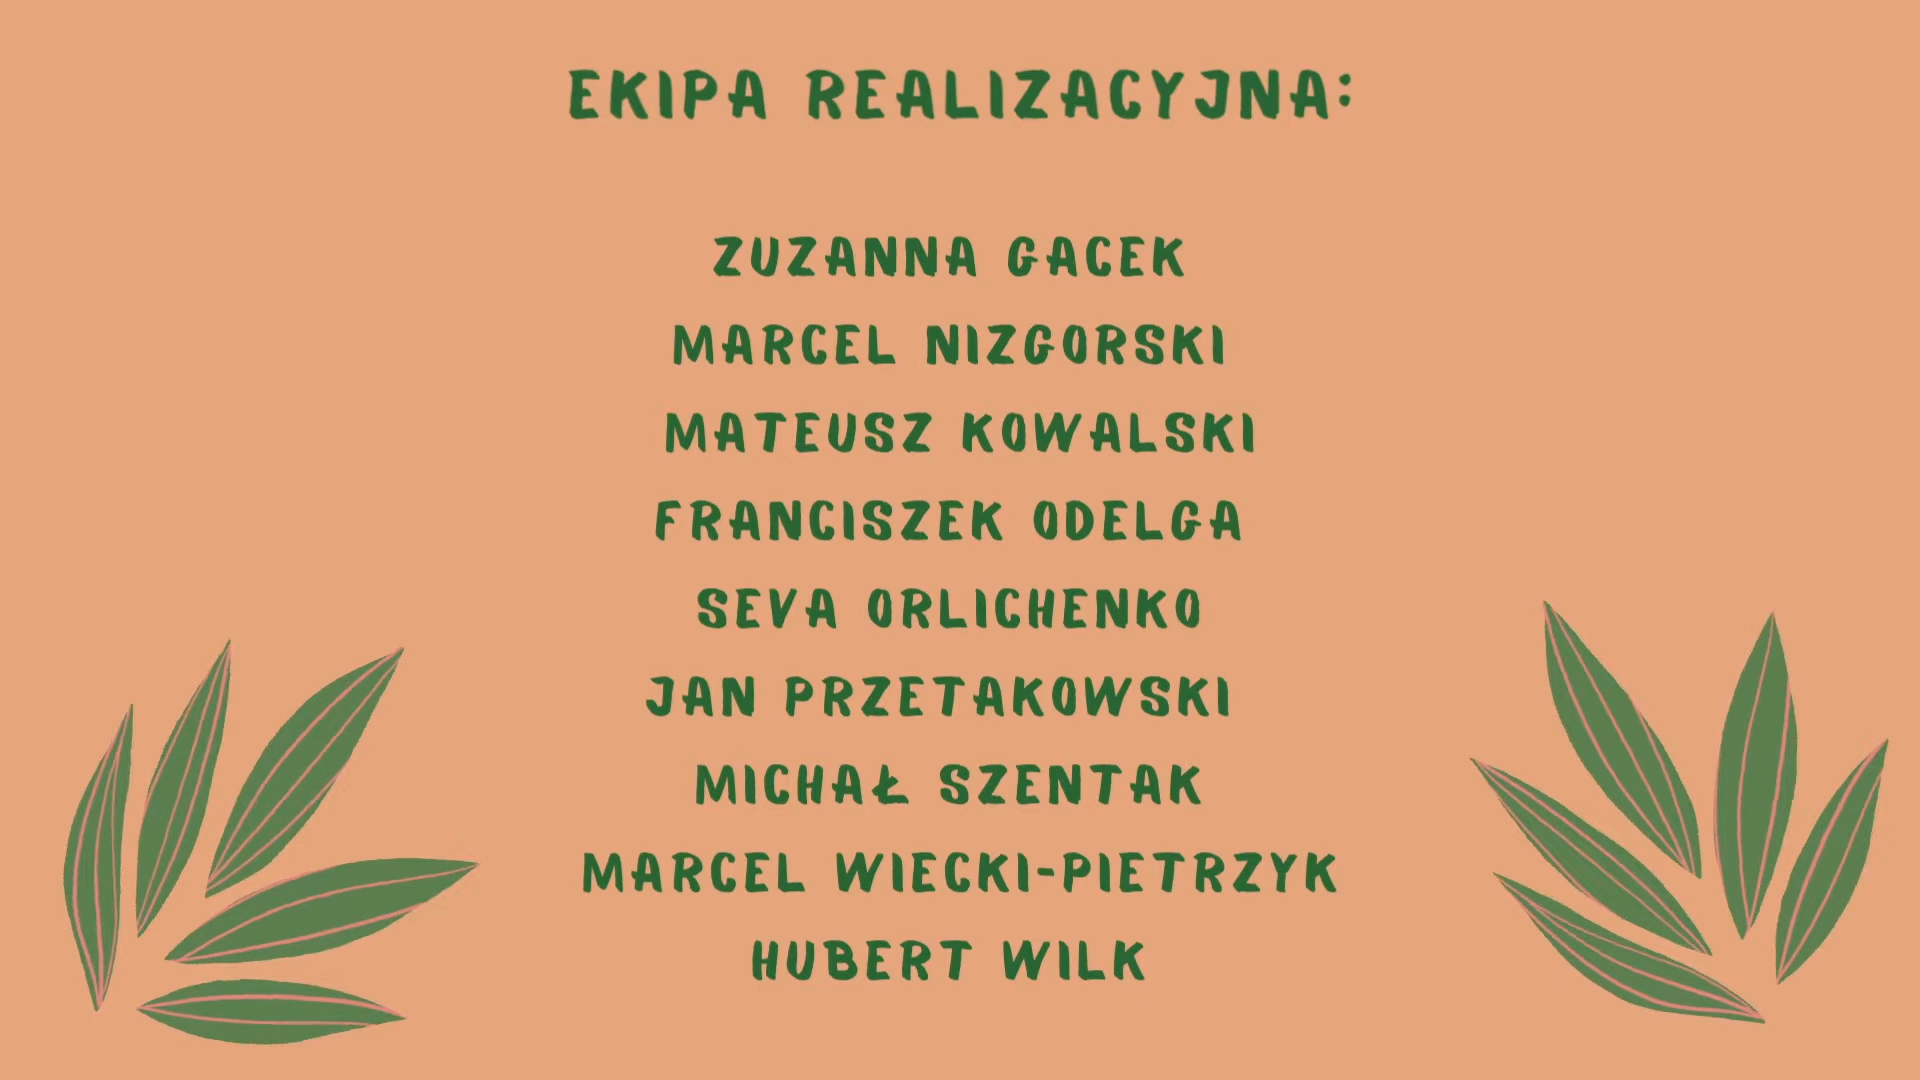 EKIPA REALIZACYJNA:
ZUZANNA GACEK
MARCEL NIZGORSKI
MATEUSZ KOWALSKI
FRANCISZEK ODELGA
SEVA ORLICHENKO
JAN PRZETAKOWSKI
MICHAŁ SZENTAK
MARCEL WIECKI-PIETRZYK
HUBERT WILK